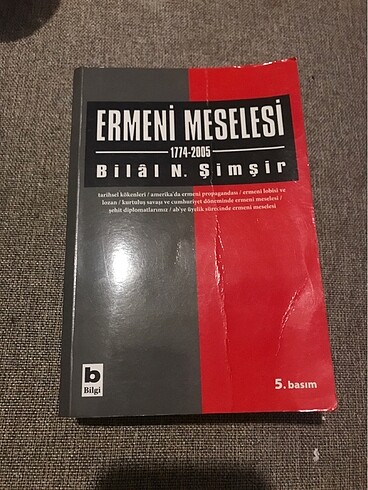 ERMENİ MESELESİ
1774-2005
Bilâl N. Şimşir
tarihsel kökenleri / amerika'da ermeni propagandası / ermeni lobisi ve
lozan / kurtuluş savaşı ve cumhuriyet döneminde ermeni meselesi /
şehit diplomatlarımız / ab'ye üyelik sürecinde ermeni meselesi
b
Bilgi
5. basım